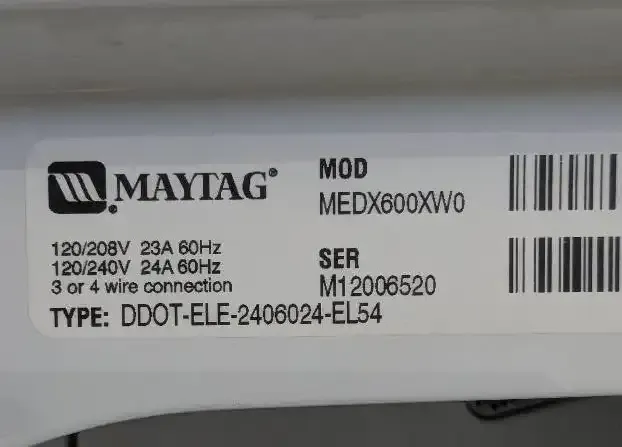 MAYTAG®
MOD
MEDX600XW0
120/208V 23A 60Hz
120/240V 24A 60Hz
3 or 4 wire connection
SER
M12006520
TYPE: DDOT-ELE-2406024-EL54